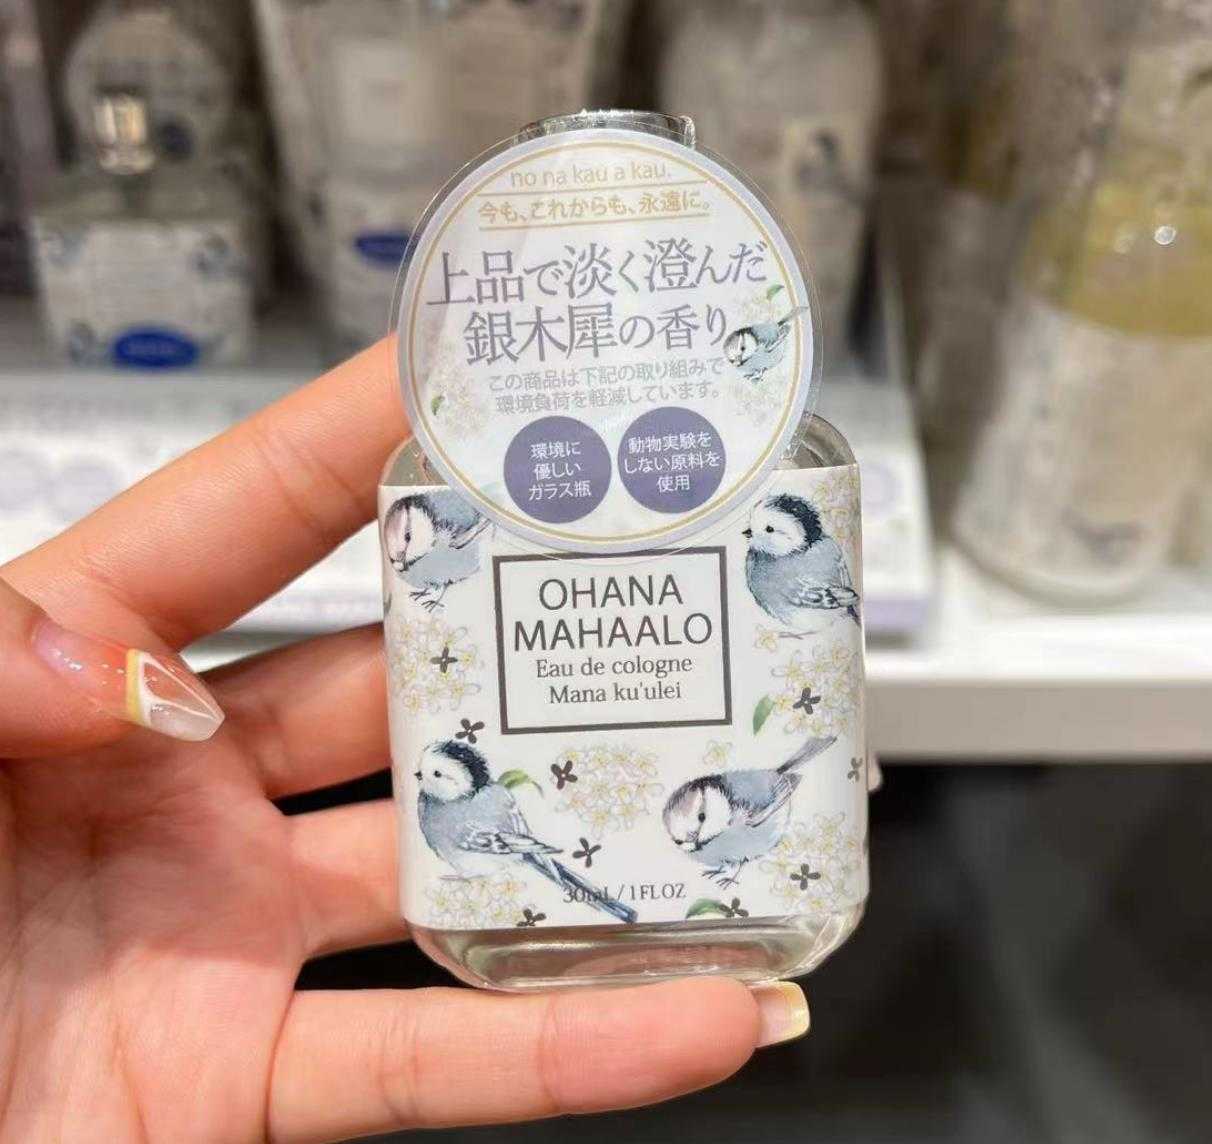 no na kau a kau.
今も、これからも、永遠に。
上品で淡く澄んだ
銀木犀の香り
この商品は下記の取り組みで
環境負荷を軽減しています。
環境に
優しい
ガラス瓶
動物実験を
しない原料を
使用
OHANA
MAHAALO
Eau de cologne
Mana ku'ulei
30mL / 1FLOZ